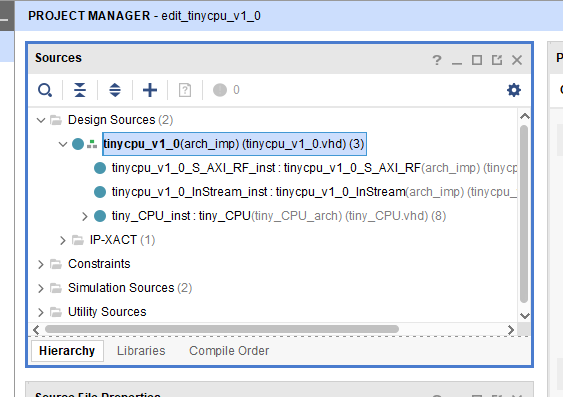 PROJECT MANAGER - edit_tinycpu_v1_0
Sources
0
Design Sources (2)
tinycpu_v1_0(arch_imp) (tinycpu_v1_0.vhd) (3)
tinycpu_v1_0_S_AXI_RF_inst : tinycpu_v1_0_S_AXI_RF(arch_imp) (tinycpu_
tinycpu_v1_0_InStream_inst : tinycpu_v1_0_InStream(arch_imp) (tinycpu_
tiny_CPU_inst : tiny_CPU(tiny_CPU_arch) (tiny_CPU.vhd) (8)
IP-XACT (1)
Constraints
Simulation Sources (2)
Utility Sources
Hierarchy Libraries Compile Order
Source File Properties